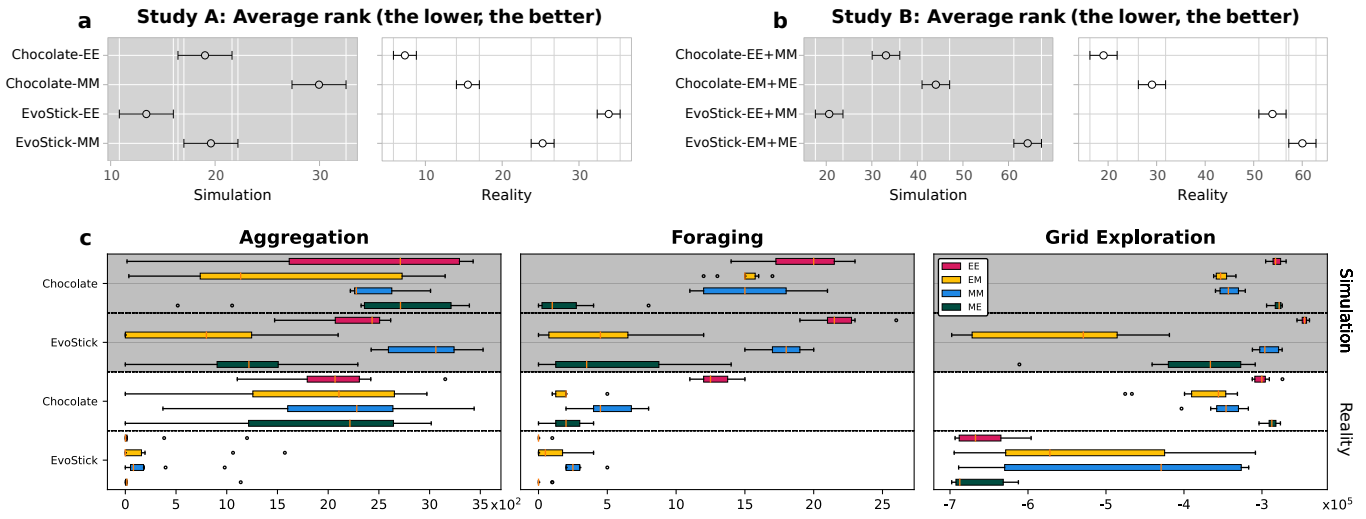 a Study A: Average rank (the lower, the better)
Chocolate-EE
Chocolate-MM
EvoStick-EE
EvoStick-MM
10 20 30
Simulation
10 20 30
Reality
b Study B: Average rank (the lower, the better)
Chocolate-EE+MM
Chocolate-EM+ME
EvoStick-EE+MM
EvoStick-EM+ME
20 30 40 50 60
Simulation
20 30 40 50 60
Reality
c Aggregation Foraging Grid Exploration
Chocolate
EvoStick
Chocolate
EvoStick
EE
EM
MM
ME
Simulation
Reality
0 5 10 15 20 25 30 35 x10²
0 5 10 15 20 25
-7 -6 -5 -4 -3 x10⁵